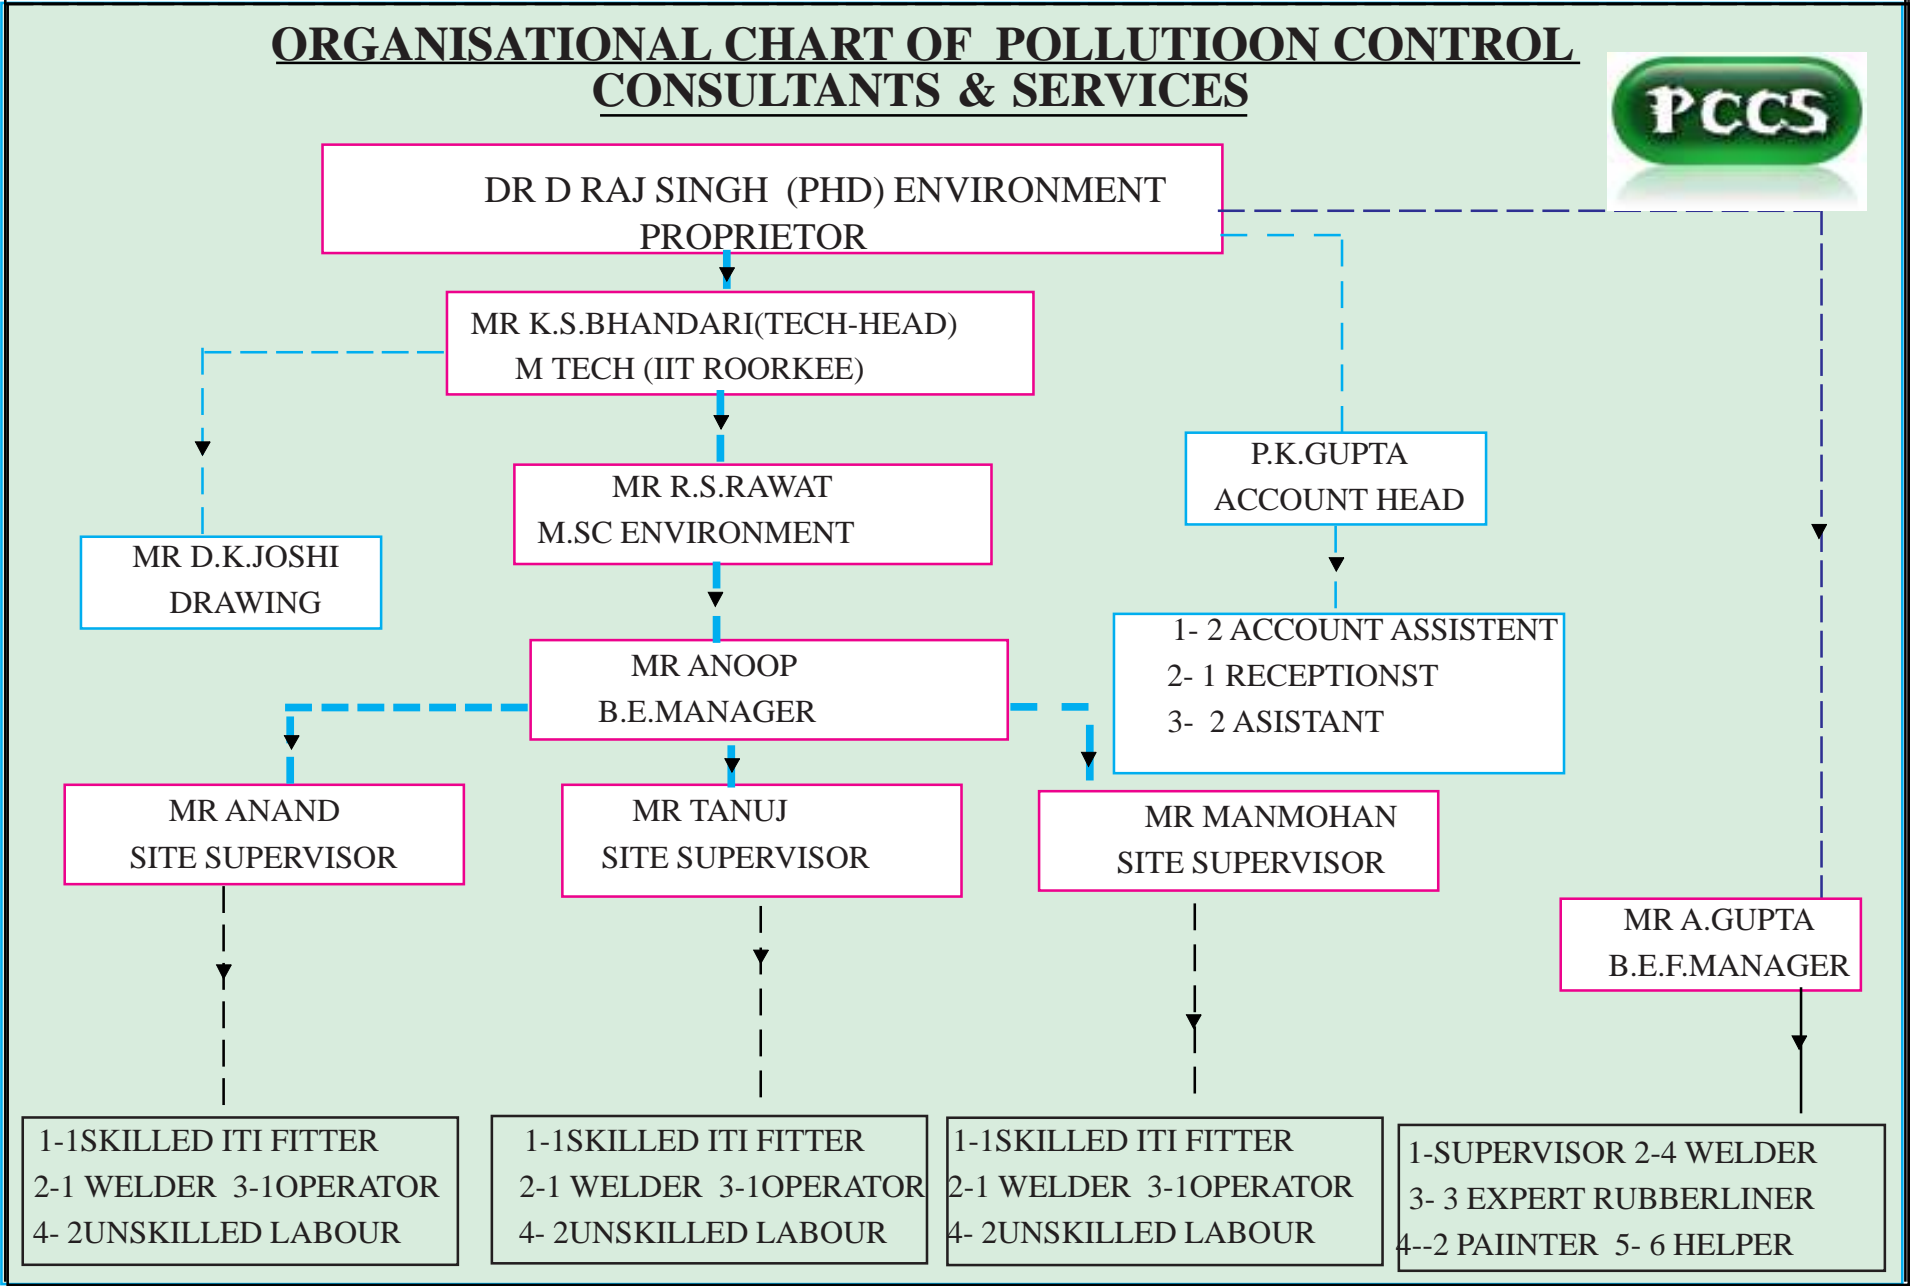 ORGANISATIONAL CHART OF POLLUTIOON CONTROL
CONSULTANTS & SERVICES
PCCS
DR D RAJ SINGH (PHD) ENVIRONMENT
PROPRIETOR
MR K.S.BHANDARI(TECH-HEAD)
M TECH (IIT ROORKEE)
MR R.S.RAWAT
M.SC ENVIRONMENT
P.K.GUPTA
ACCOUNT HEAD
MR D.K.JOSHI
DRAWING
1- 2 ACCOUNT ASSISTENT
2- 1 RECEPTIONST
3- 2 ASISTANT
MR ANOOP
B.E.MANAGER
MR ANAND
SITE SUPERVISOR
MR TANUJ
SITE SUPERVISOR
MR MANMOHAN
SITE SUPERVISOR
MR A.GUPTA
B.E.F.MANAGER
1-1SKILLED ITI FITTER
2-1 WELDER 3-1OPERATOR
4- 2UNSKILLED LABOUR
1-1SKILLED ITI FITTER
2-1 WELDER 3-1OPERATOR
4- 2UNSKILLED LABOUR
1-1SKILLED ITI FITTER
2-1 WELDER 3-1OPERATOR
4- 2UNSKILLED LABOUR
1-SUPERVISOR 2-4 WELDER
3- 3 EXPERT RUBBERLINER
4--2 PAIINTER 5- 6 HELPER